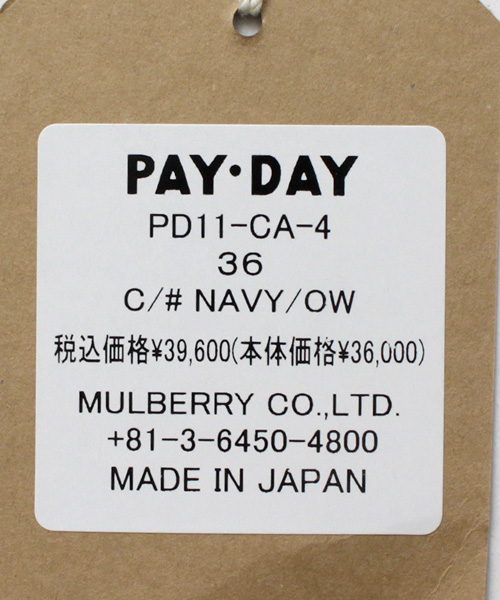 PAY・DAY
PD11-CA-4
36
C/# NAVY/OW
税込価格¥39,600(本体価格¥36,000)
MULBERRY CO.,LTD.
+81-3-6450-4800
MADE IN JAPAN